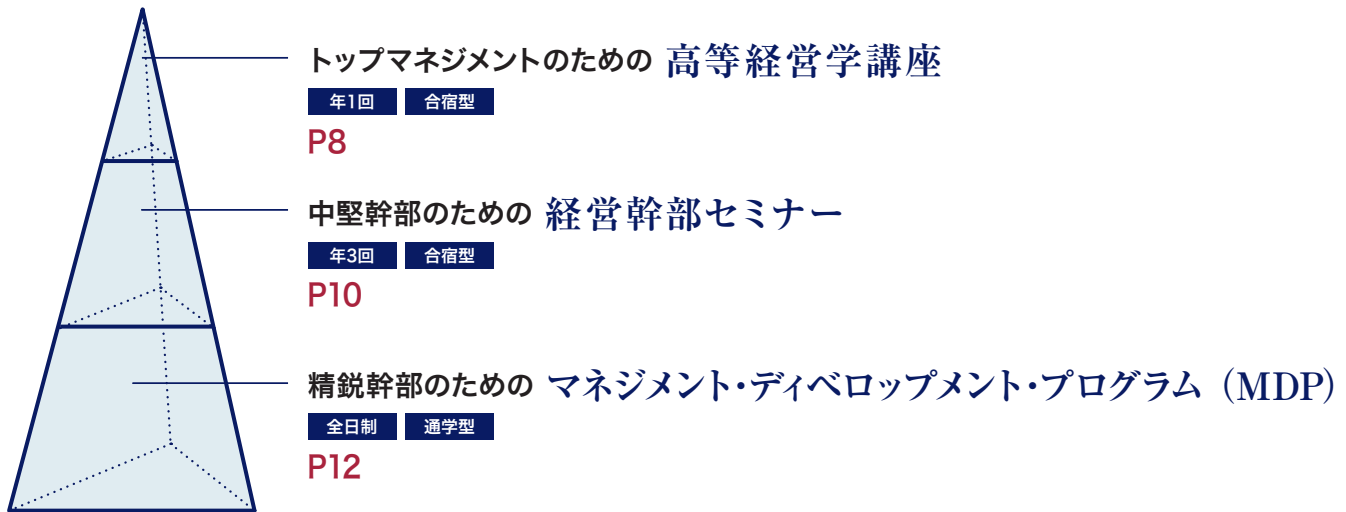 トップマネジメントのための 高等経営学講座
年1回 合宿型
P8
中堅幹部のための 経営幹部セミナー
年3回 合宿型
P10
精鋭幹部のための マネジメント・ディベロップメント・プログラム（MDP）
全日制 通学型
P12